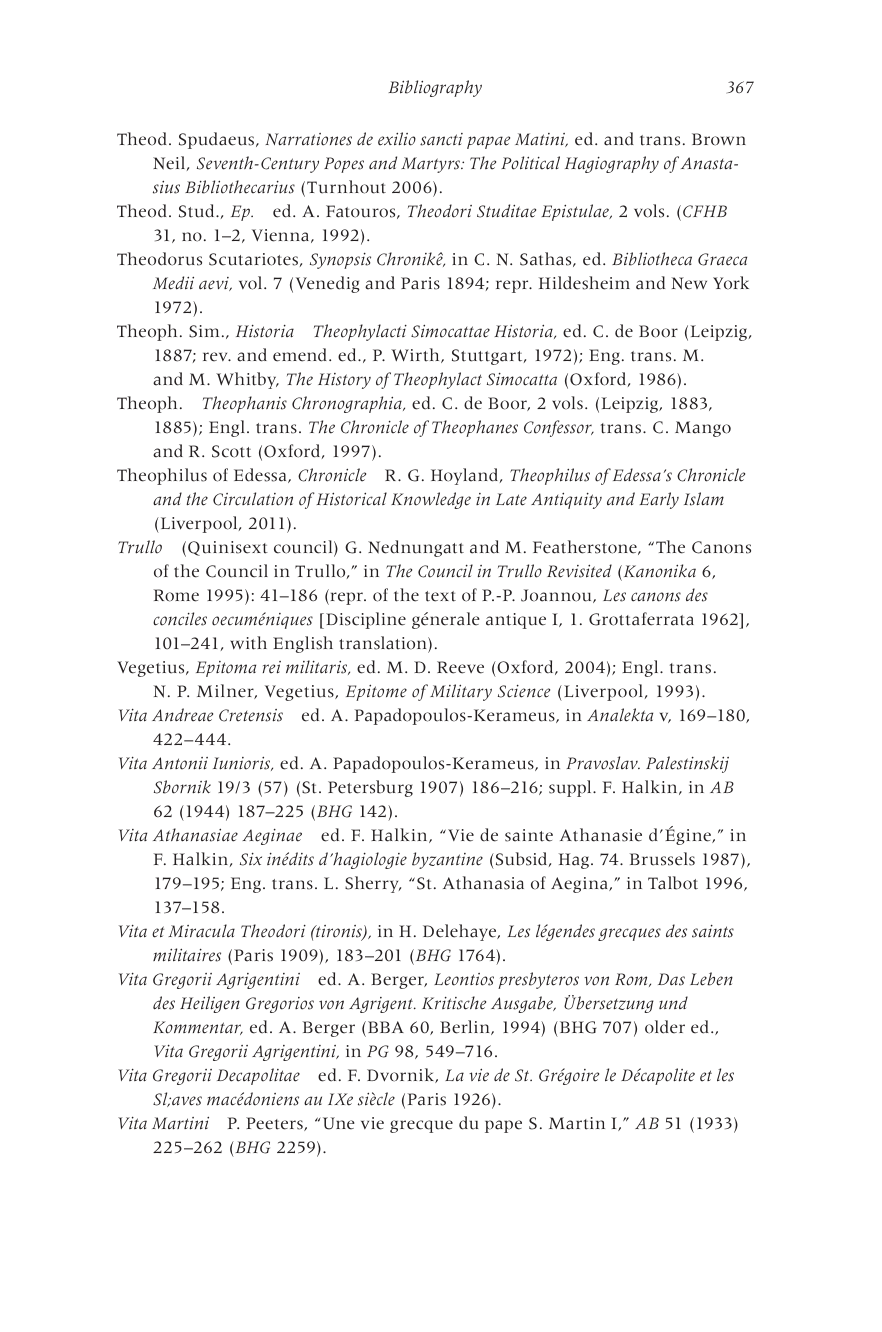 Bibliography 367
Theod. Spudaeus, Narrationes de exilio sancti papae Matini, ed. and trans. Brown
Neil, Seventh-Century Popes and Martyrs: The Political Hagiography of Anasta-
sius Bibliothecarius (Turnhout 2006).
Theod. Stud., Ep. ed. A. Fatouros, Theodori Studitae Epistulae, 2 vols. (CFHB
31, no. 1–2, Vienna, 1992).
Theodorus Scutariotes, Synopsis Chronikê, in C. N. Sathas, ed. Bibliotheca Graeca
Medii aevi, vol. 7 (Venedig and Paris 1894; repr. Hildesheim and New York
1972).
Theoph. Sim., Historia Theophylacti Simocattae Historia, ed. C. de Boor (Leipzig,
1887; rev. and emend. ed., P. Wirth, Stuttgart, 1972); Eng. trans. M.
and M. Whitby, The History of Theophylact Simocatta (Oxford, 1986).
Theoph. Theophanis Chronographia, ed. C. de Boor, 2 vols. (Leipzig, 1883,
1885); Engl. trans. The Chronicle of Theophanes Confessor, trans. C. Mango
and R. Scott (Oxford, 1997).
Theophilus of Edessa, Chronicle R. G. Hoyland, Theophilus of Edessa’s Chronicle
and the Circulation of Historical Knowledge in Late Antiquity and Early Islam
(Liverpool, 2011).
Trullo (Quinisext council) G. Nednungatt and M. Featherstone, “The Canons
of the Council in Trullo,” in The Council in Trullo Revisited (Kanonika 6,
Rome 1995): 41–186 (repr. of the text of P.-P. Joannou, Les canons des
conciles oecuméniques [Discipline génerale antique I, 1. Grottaferrata 1962],
101–241, with English translation).
Vegetius, Epitoma rei militaris, ed. M. D. Reeve (Oxford, 2004); Engl. trans.
N. P. Milner, Vegetius, Epitome of Military Science (Liverpool, 1993).
Vita Andreae Cretensis ed. A. Papadopoulos-Kerameus, in Analekta v, 169–180,
422–444.
Vita Antonii Iunioris, ed. A. Papadopoulos-Kerameus, in Pravoslav. Palestinskij
Sbornik 19/3 (57) (St. Petersburg 1907) 186–216; suppl. F. Halkin, in AB
62 (1944) 187–225 (BHG 142).
Vita Athanasiae Aeginae ed. F. Halkin, “Vie de sainte Athanasie d’Égine,” in
F. Halkin, Six inédits d’hagiologie byzantine (Subsid, Hag. 74. Brussels 1987),
179–195; Eng. trans. L. Sherry, “St. Athanasia of Aegina,” in Talbot 1996,
137–158.
Vita et Miracula Theodori (tironis), in H. Delehaye, Les légendes grecques des saints
militaires (Paris 1909), 183–201 (BHG 1764).
Vita Gregorii Agrigentini ed. A. Berger, Leontios presbyteros von Rom, Das Leben
des Heiligen Gregorios von Agrigent. Kritische Ausgabe, Übersetzung und
Kommentar, ed. A. Berger (BBA 60, Berlin, 1994) (BHG 707) older ed.,
Vita Gregorii Agrigentini, in PG 98, 549–716.
Vita Gregorii Decapolitae ed. F. Dvornik, La vie de St. Grégoire le Décapolite et les
Sl;aves macédoniens au IXe siècle (Paris 1926).
Vita Martini P. Peeters, “Une vie grecque du pape S. Martin I,” AB 51 (1933)
225–262 (BHG 2259).